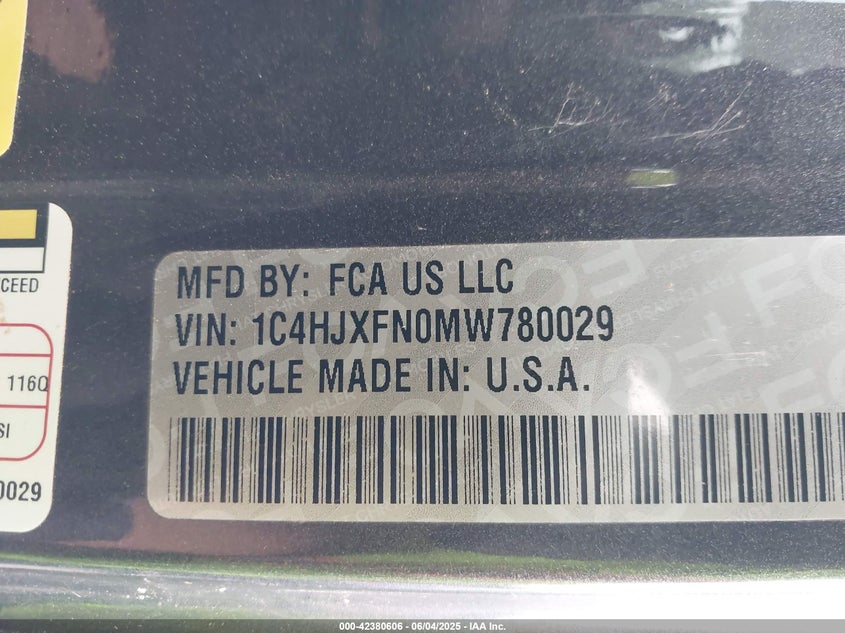 CEED
116Q
SI
0029
MFD BY: FCA US LLC
VIN: 1C4HJXFN0MW780029
VEHICLE MADE IN: U.S.A.
000-42380606 - 06/04/2025 - IAA Inc.